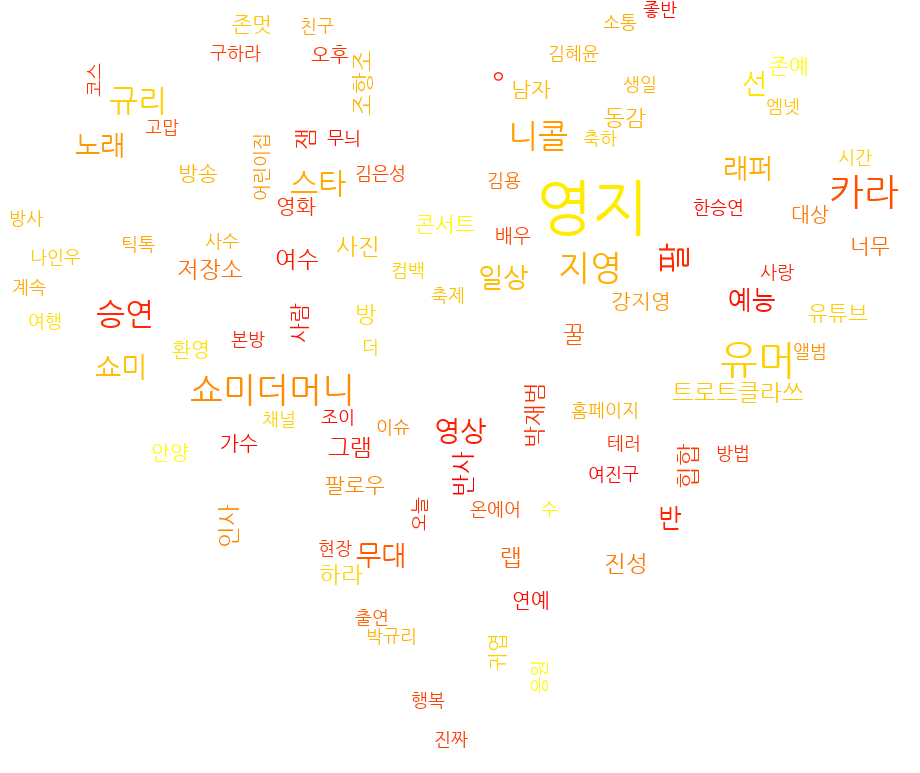 좋반
존멋
친구
소통
구하라
오후
김혜윤
코스
규리
조항조
ㅇ
남자
생일
선
존예
엠넷
고맙
노래
어린이집
잼
무늬
니콜
축하
동감
래퍼
시간
방송
스타
김은성
김용
영지
카라
영화
한승연
대상
방사
나인우
틱톡
사수
저장소
여수
사진
콘서트
배우
컴백
일상
지영
팔
사랑
너무
계속
여행
승연
사람
방
축제
강지영
예능
유튜브
쇼미
환영
본방
더
꿀
유머
앨범
쇼미더머니
트로트클라쓰
채널
조이
이슈
박재범
홈페이지
안양
가수
그램
영상
테러
힙합
방법
팔로우
반사
여진구
인사
오늘
온에어
수
반
현장
무대
하라
랩
진성
출연
박규리
연예
귀엽
응원
행복
진짜